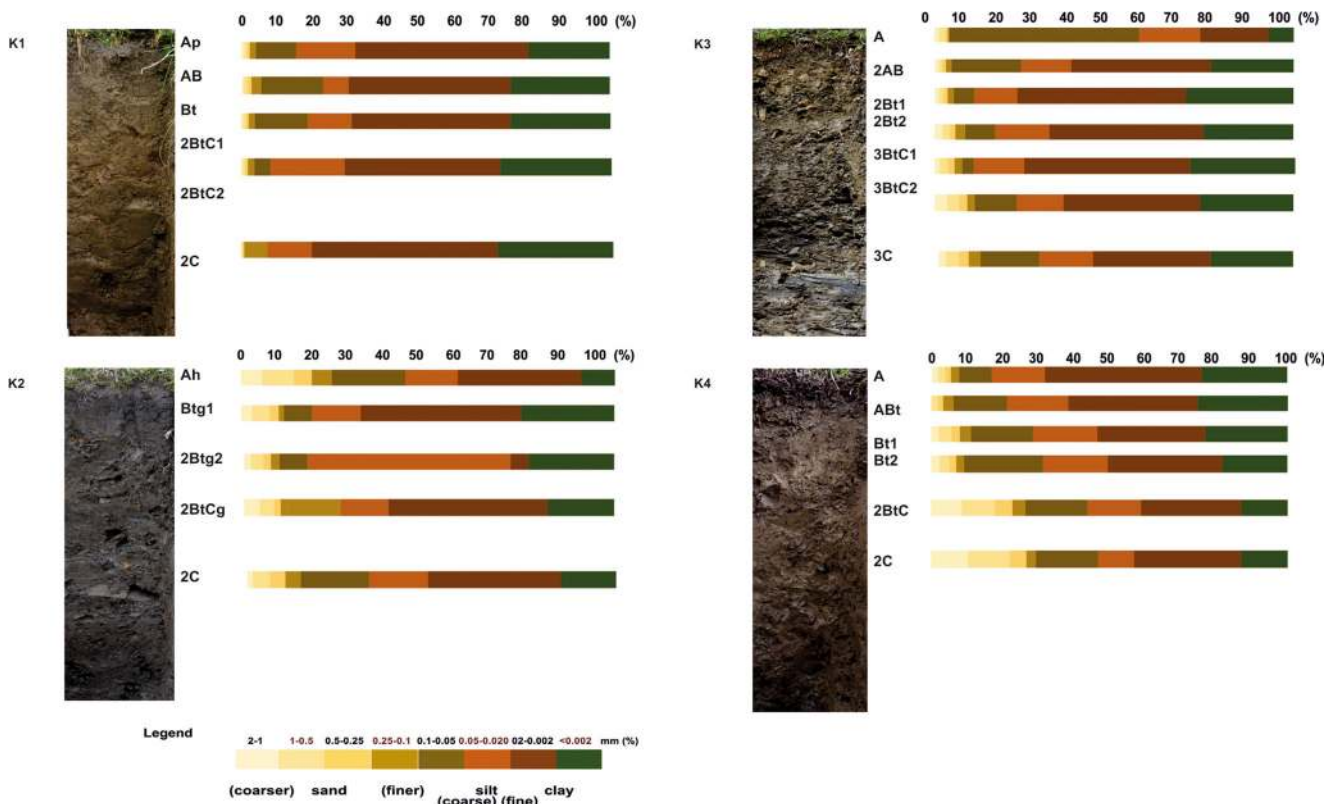 0 10 20 30 40 50 60 70 80 90 100 (%)
K1
Ap
AB
Bt
2BtC1
2BtC2
2C
0 10 20 30 40 50 60 70 80 90 100 (%)
K3
A
2AB
2Bt1
2Bt2
3BtC1
3BtC2
3C
0 10 20 30 40 50 60 70 80 90 100 (%)
K2
Ah
Btg1
2Btg2
2BtCg
2C
0 10 20 30 40 50 60 70 80 90 100 (%)
K4
A
ABt
Bt1
Bt2
2BtC
2C
Legend
2-1 1-0.5 0.5-0.25 0.25-0.1 0.1-0.05 0.05-0.020 02-0.002 <0.002 mm (%)
(coarser) sand (finer) silt clay
(coarse) (fine)